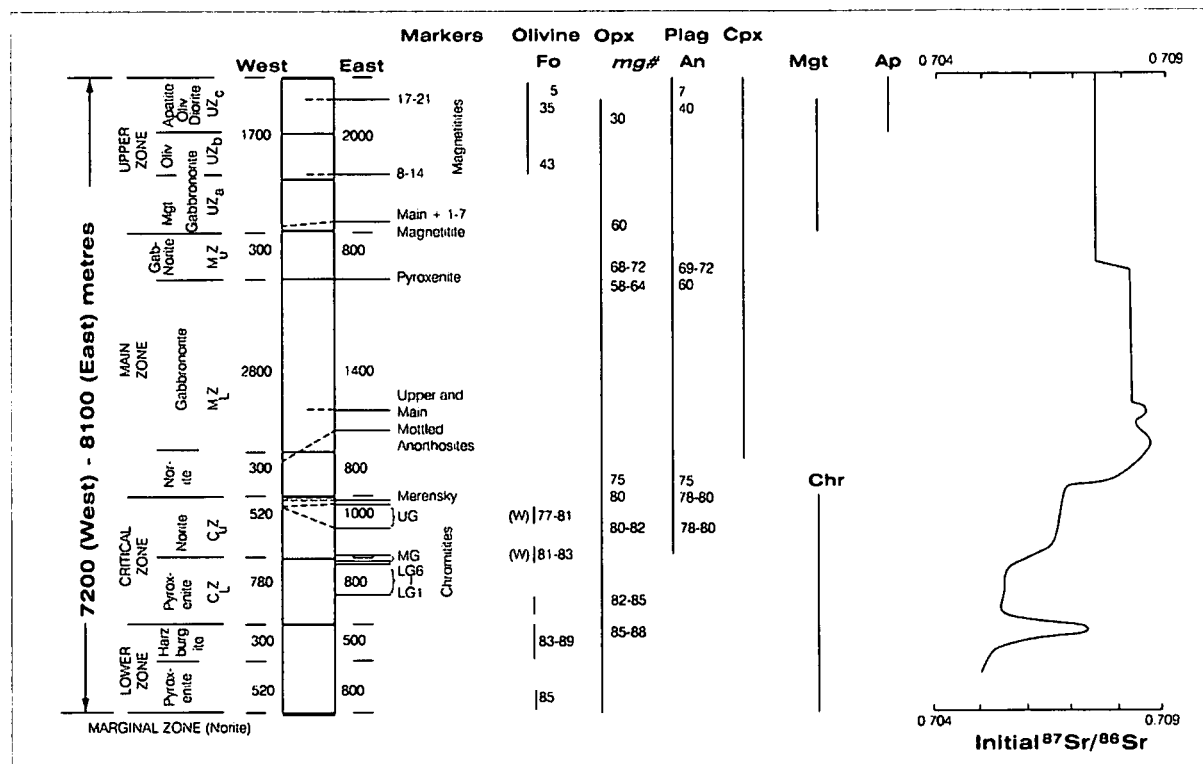 Markers Olivine Opx Plag Cpx
West East Fo mg# An Mgt Ap 0 704 0 709
5 7
17-21 35 40
30
1700 2000
43
8-14
Main + 1-7
Magnetitite 60
300 800
68-72 69-72
Pyroxenite 58-64 60
2800 1400
Upper and
Main
Mottled
Anorthosites
300 800
75 75 Chr
Merensky 80 78-80
520 1000 UG (W) 77-81 80-82 78-80
MG (W) 81-83
LG6
780 800
LG1 82-85
85-88
300 500 83-89
520 800 85
MARGINAL ZONE (Norite)
0 704 0 709
Initial 87Sr/86Sr
7200 (West) - 8100 (East) metres
UPPER
ZONE
MAIN
ZONE
CRITICAL
ZONE
LOWER
ZONE
Apatite
Oliv
Diorite
UZc
Oliv
UZb
Mgt
Gabbronorite
UZa
Gab-
Norite
MUZ
Gabbronorite
MLZ
Nor-
ite
Norite
CUZ
Pyrox-
enite
CLZ
Harz
burg
ite
Pyrox-
enite
Magnetitites
Chromitites